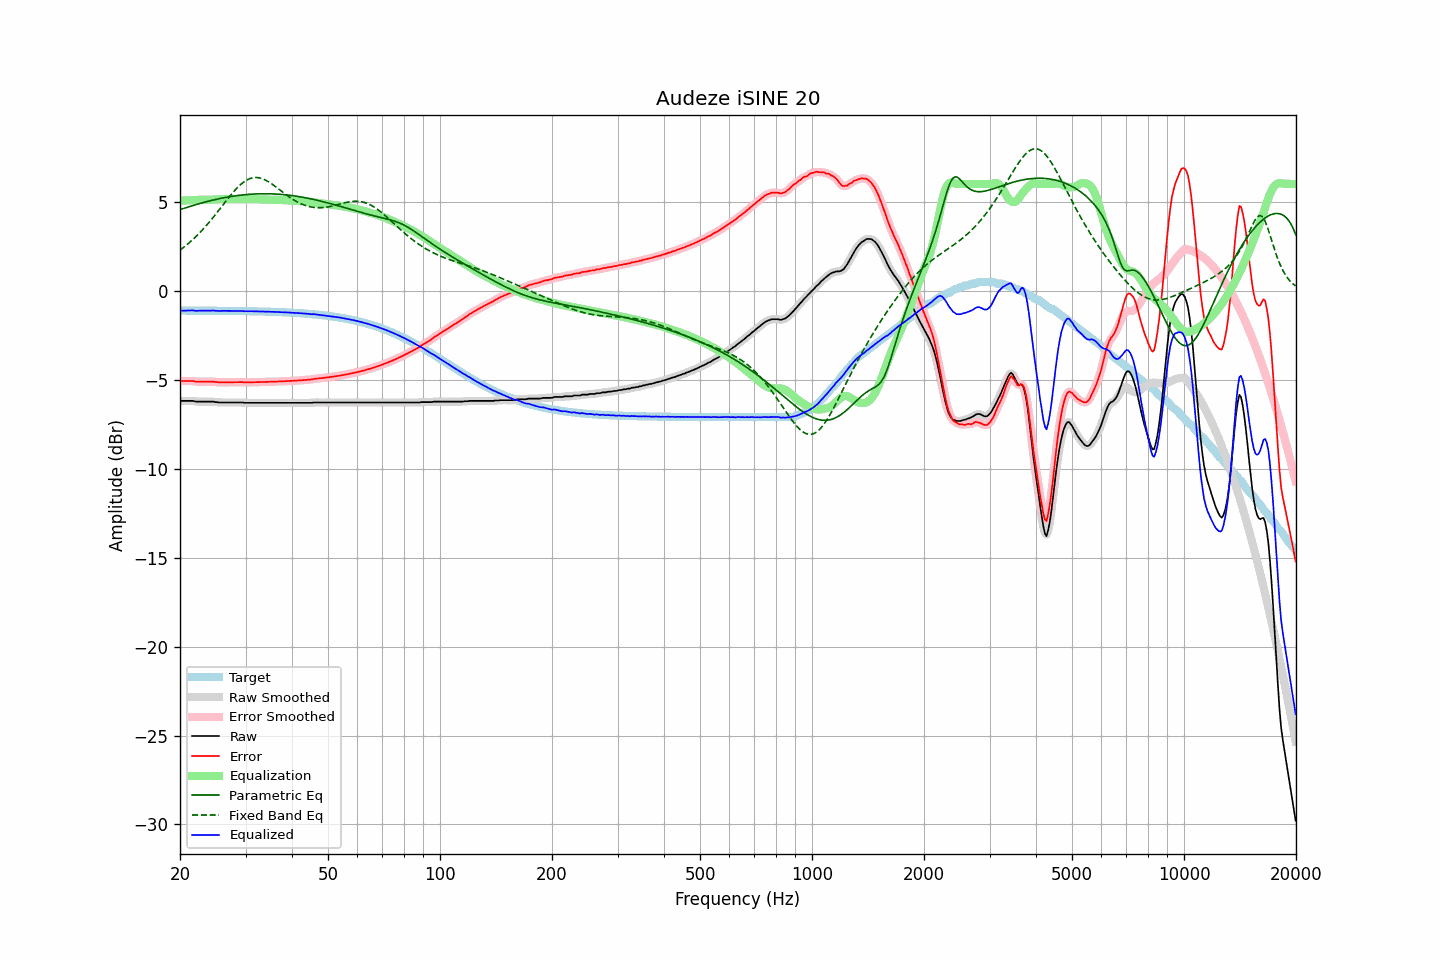 Audeze iSINE 20
Amplitude (dBr)
5
0
−5
−10
−15
−20
−25
−30
Target
Raw Smoothed
Error Smoothed
Raw
Error
Equalization
Parametric Eq
Fixed Band Eq
Equalized
20 50 100 200 500 1000 2000 5000 10000 20000
Frequency (Hz)